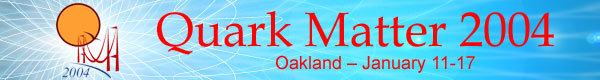 Quark Matter 2004
Oakland – January 11-17
2004